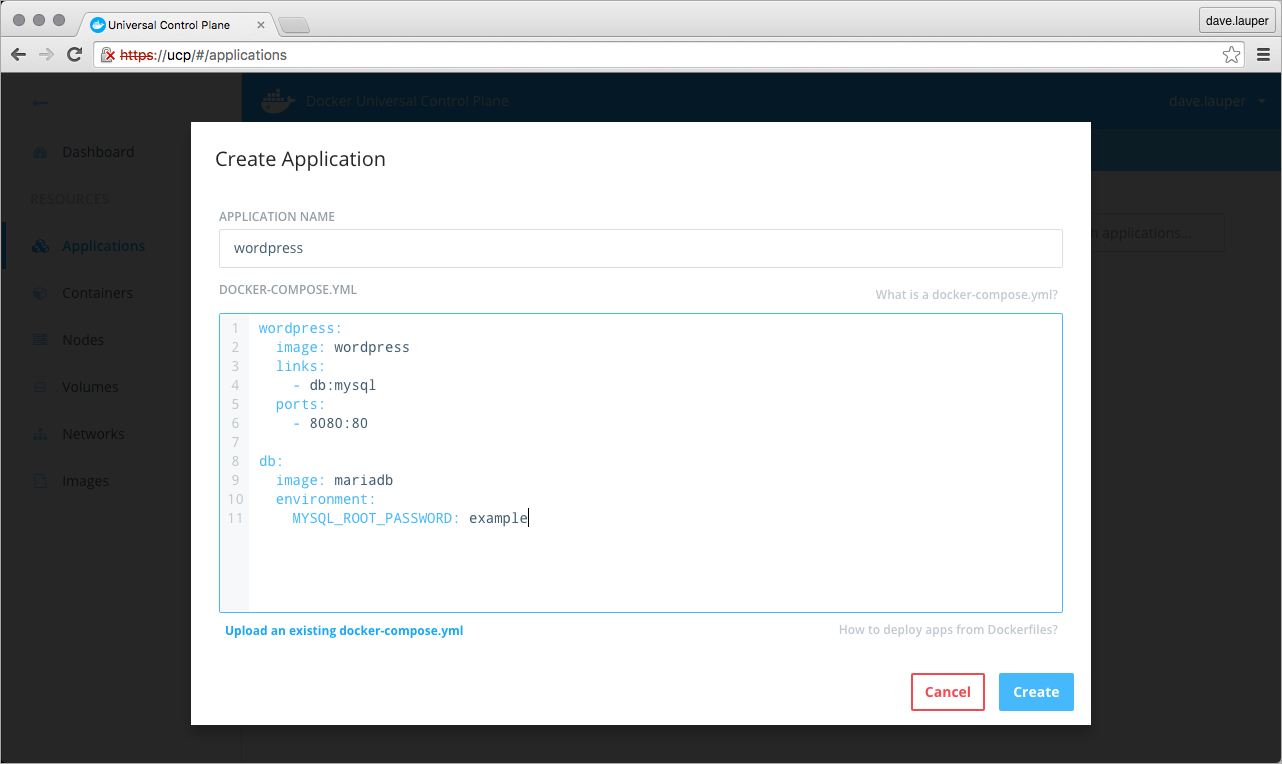 Universal Control Plane
dave.lauper
https://ucp/#/applications
Docker Universal Control Plane
dave.lauper
Dashboard
RESOURCES
Applications
Containers
Nodes
Volumes
Networks
Images
applications...
Create Application
APPLICATION NAME
wordpress
DOCKER-COMPOSE.YML
What is a docker-compose.yml?
1 wordpress:
2 image: wordpress
3 links:
4 - db:mysql
5 ports:
6 - 8080:80
7
8 db:
9 image: mariadb
10 environment:
11 MYSQL_ROOT_PASSWORD: example
Upload an existing docker-compose.yml
How to deploy apps from Dockerfiles?
Cancel
Create